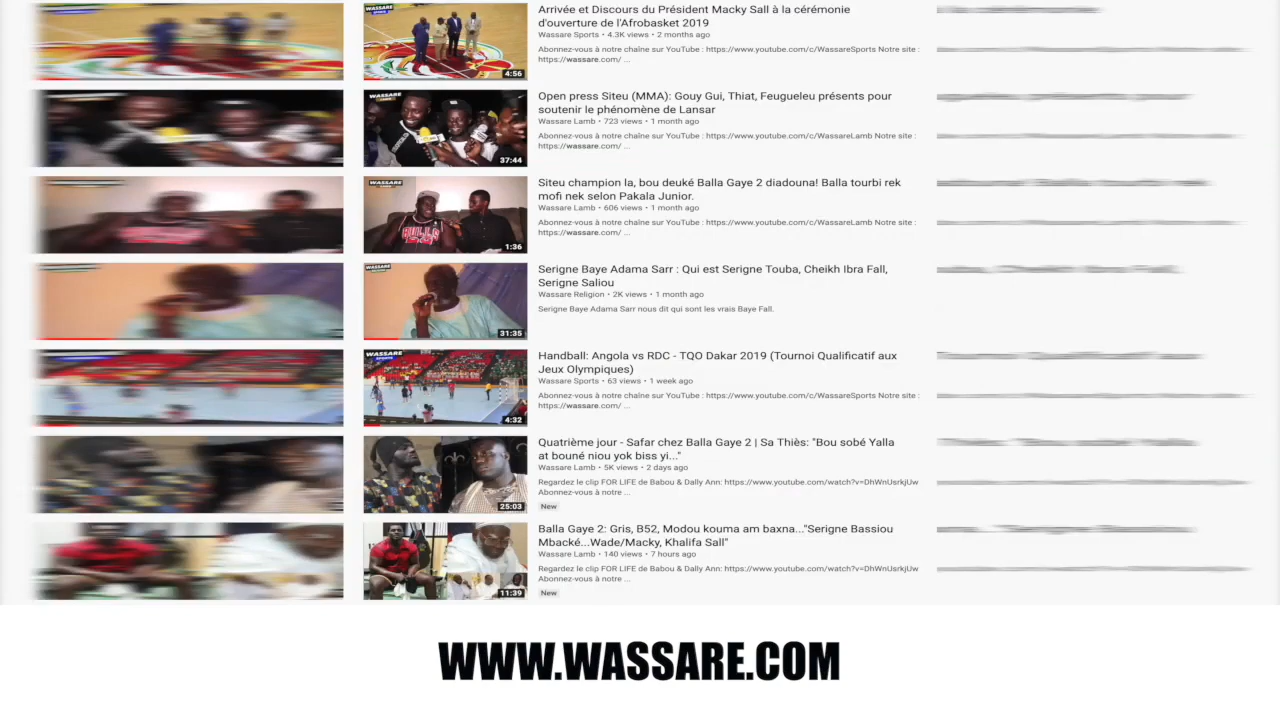 WASSARE
SPORTS
4:56
Arrivée et Discours du Président Macky Sall à la cérémonie
d'ouverture de l'Afrobasket 2019
Wassare Sports • 4.3K views • 2 months ago
Abonnez-vous à notre chaîne sur YouTube : https://www.youtube.com/c/WassareSports Notre site :
https://wassare.com/ ...
WASSARE
37:44
Open press Siteu (MMA): Gouy Gui, Thiat, Feugueleu présents pour
soutenir le phénomène de Lansar
Wassare Lamb • 723 views • 1 month ago
Abonnez-vous à notre chaîne sur YouTube : https://www.youtube.com/c/WassareLamb Notre site :
https://wassare.com/ ...
WASSARE
BULLS
1:36
Siteu champion la, bou deuké Balla Gaye 2 diadouna! Balla tourbi rek
mofi nek selon Pakala Junior.
Wassare Lamb • 606 views • 1 month ago
Abonnez-vous à notre chaîne sur YouTube : https://www.youtube.com/c/WassareLamb Notre site :
https://wassare.com/ ...
WASSARE
31:35
Serigne Baye Adama Sarr : Qui est Serigne Touba, Cheikh Ibra Fall,
Serigne Saliou
Wassare Religion • 2K views • 1 month ago
Serigne Baye Adama Sarr nous dit qui sont les vrais Baye Fall.
WASSARE
SPORTS
4:32
Handball: Angola vs RDC - TQO Dakar 2019 (Tournoi Qualificatif aux
Jeux Olympiques)
Wassare Sports • 63 views • 1 week ago
Abonnez-vous à notre chaîne sur YouTube : https://www.youtube.com/c/WassareSports Notre site :
https://wassare.com/ ...
25:03
Quatrième jour - Safar chez Balla Gaye 2 | Sa Thiès: "Bou sobé Yalla
at bouné niou yok biss yi..."
Wassare Lamb • 5K views • 2 days ago
Regardez le clip FOR LIFE de Babou & Dally Ann: https://www.youtube.com/watch?v=DhWnUsrkjUw
Abonnez-vous à notre ...
New
11:39
Balla Gaye 2: Gris, B52, Modou kouma am baxna..."Serigne Bassiou
Mbacké...Wade/Macky, Khalifa Sall"
Wassare Lamb • 140 views • 7 hours ago
Regardez le clip FOR LIFE de Babou & Dally Ann: https://www.youtube.com/watch?v=DhWnUsrkjUw
Abonnez-vous à notre ...
New
WWW.WASSARE.COM